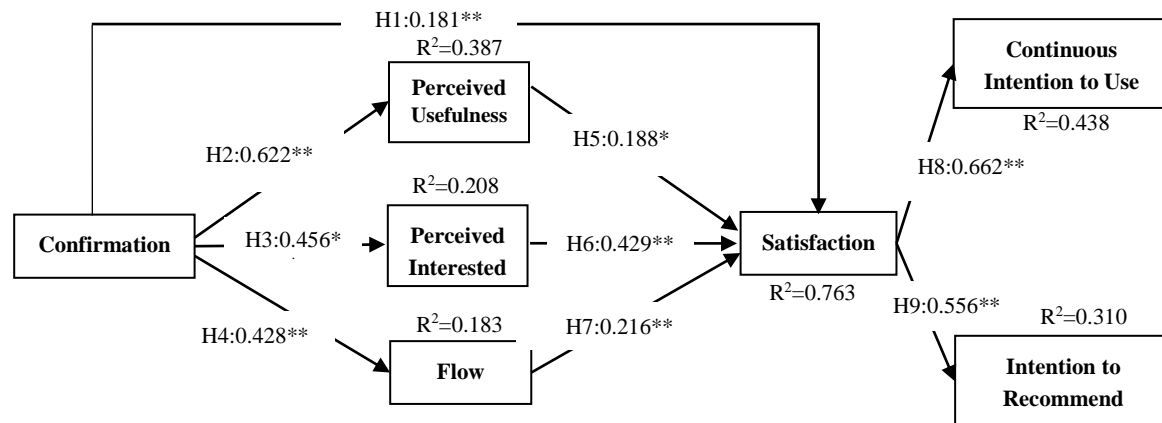 H1:0.181**
R²=0.387
Perceived
Usefulness
H2:0.622**
H5:0.188*
R²=0.208
Confirmation
H3:0.456*
Perceived
Interested
H6:0.429**
Satisfaction
R²=0.763
H4:0.428**
R²=0.183
H7:0.216**
Flow
Continuous
Intention to Use
R²=0.438
H8:0.662**
H9:0.556**
R²=0.310
Intention to
Recommend